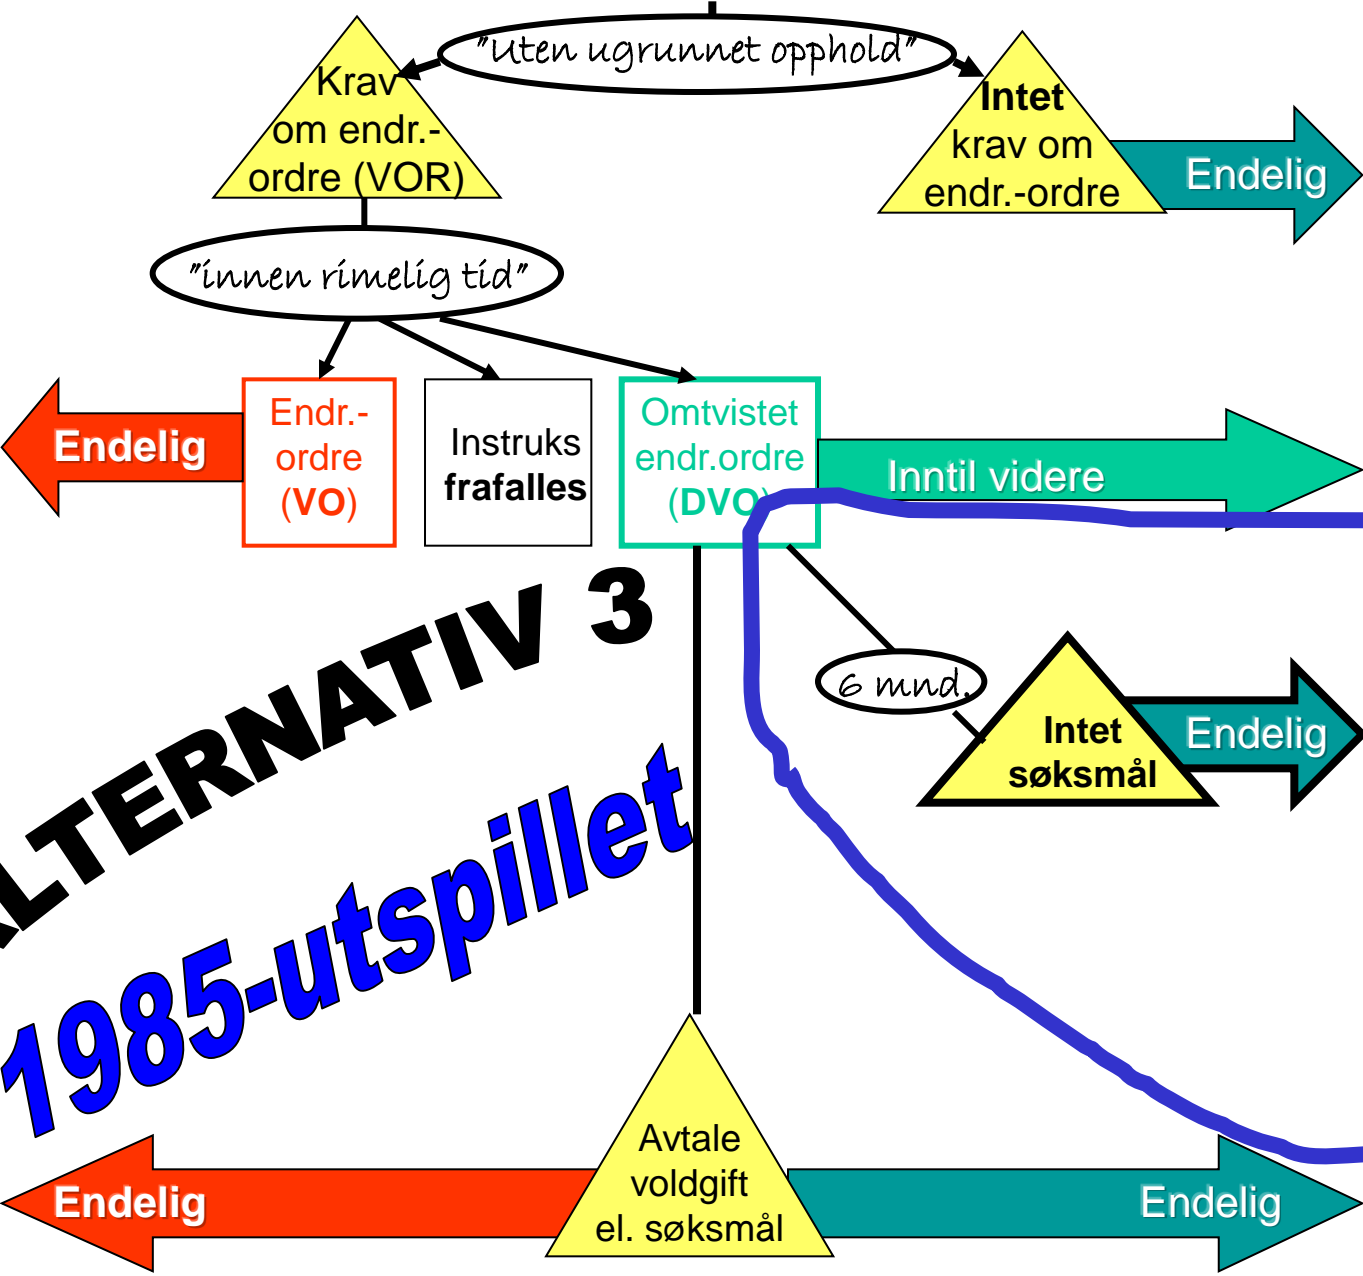 "Uten ugrunnet opphold"
Krav
om endr.-
ordre (VOR)
Intet
krav om
endr.-ordre
Endelig
"innen rimelig tid"
Endelig
Endr.-
ordre
(VO)
Instruks
frafalles
Omtvistet
endr.ordre
(DVO)
Inntil videre
ALTERNATIV 3
6 mnd.
Intet
søksmål
Endelig
1985-utspillet
Avtale
voldgift
el. søksmål
Endelig
Endelig